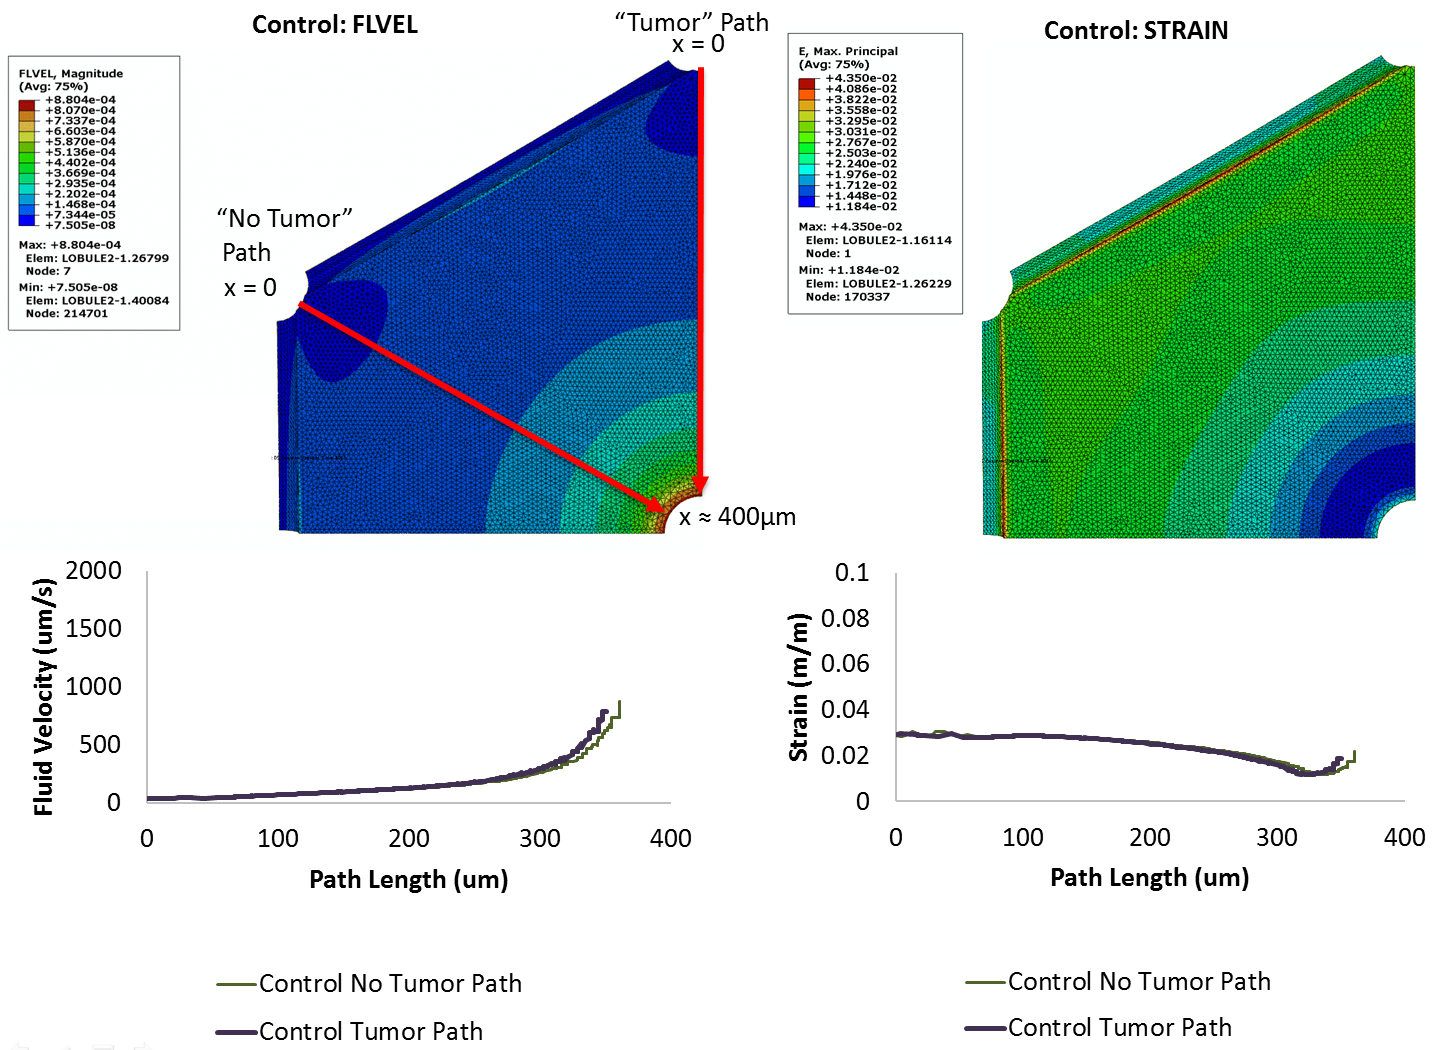 Control: FLVEL
"Tumor" Path
x = 0
Control: STRAIN
FLVEL, Magnitude
(Avg: 75%)
+8.804e-04
+8.070e-04
+7.337e-04
+6.603e-04
+5.870e-04
+5.136e-04
+4.402e-04
+3.669e-04
+2.935e-04
+2.202e-04
+1.468e-04
+7.344e-05
+7.505e-08
Max: +8.804e-04
Elem: LOBULE2-1.26799
Node: 7
Min: +7.505e-08
Elem: LOBULE2-1.40084
Node: 214701
"No Tumor"
Path
x = 0
x ≈ 400μm
E, Max. Principal
(Avg: 75%)
+4.350e-02
+4.086e-02
+3.822e-02
+3.558e-02
+3.295e-02
+3.031e-02
+2.767e-02
+2.503e-02
+2.240e-02
+1.976e-02
+1.712e-02
+1.448e-02
+1.184e-02
Max: +4.350e-02
Elem: LOBULE2-1.16114
Node: 1
Min: +1.184e-02
Elem: LOBULE2-1.26229
Node: 170337
Fluid Velocity (um/s)
2000
1500
1000
500
0
0 100 200 300 400
Path Length (um)
Control No Tumor Path
Control Tumor Path
Strain (m/m)
0.1
0.08
0.06
0.04
0.02
0
0 100 200 300 400
Path Length (um)
Control No Tumor Path
Control Tumor Path